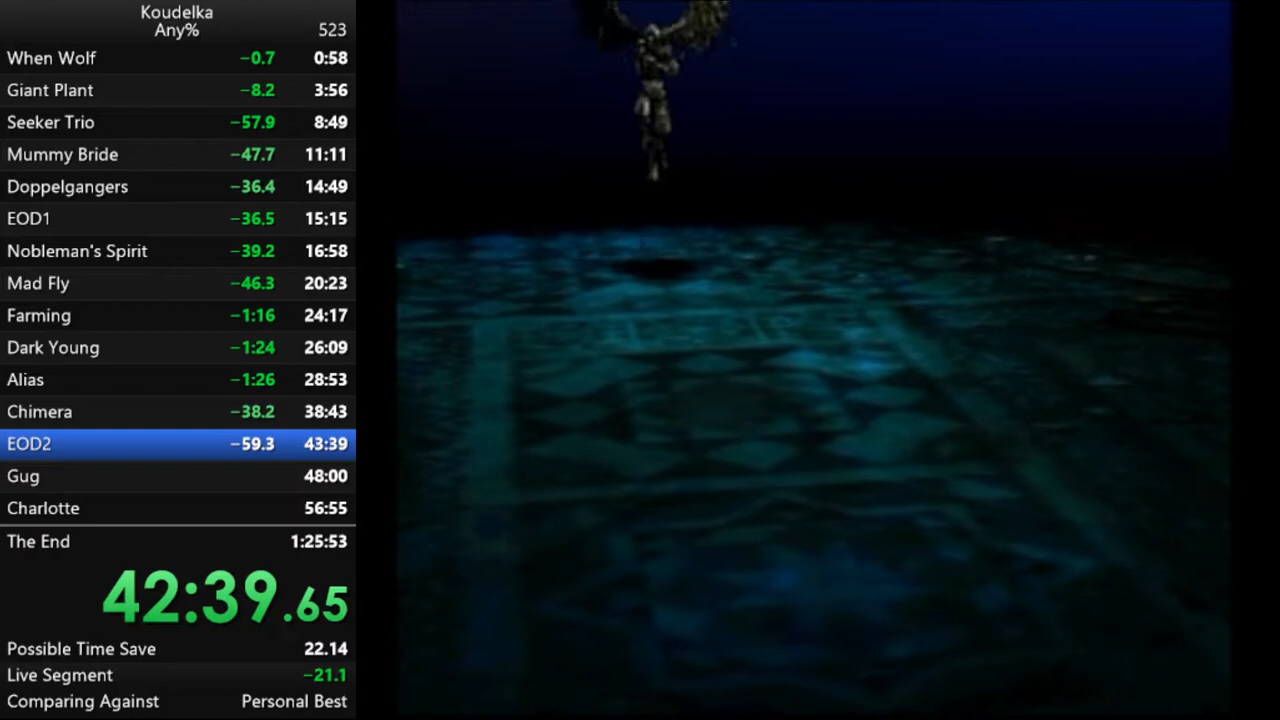 Koudelka
Any% 523
When Wolf −0.7 0:58
Giant Plant −8.2 3:56
Seeker Trio −57.9 8:49
Mummy Bride −47.7 11:11
Doppelgangers −36.4 14:49
EOD1 −36.5 15:15
Nobleman's Spirit −39.2 16:58
Mad Fly −46.3 20:23
Farming −1:16 24:17
Dark Young −1:24 26:09
Alias −1:26 28:53
Chimera −38.2 38:43
EOD2 −59.3 43:39
Gug 48:00
Charlotte 56:55
The End 1:25:53
42:39.65
Possible Time Save 22.14
Live Segment −21.1
Comparing Against Personal Best